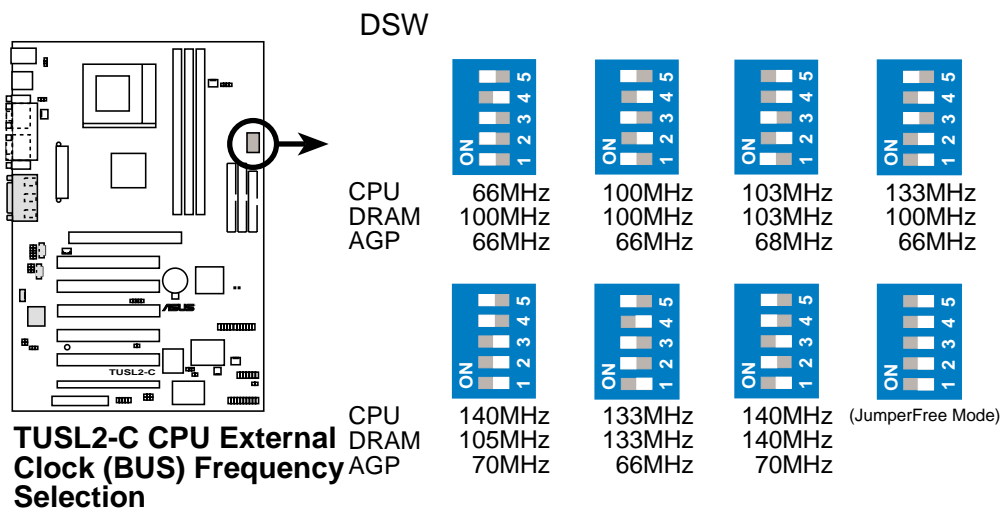 DSW
ON 1 2 3 4 5
ON 1 2 3 4 5
ON 1 2 3 4 5
ON 1 2 3 4 5
CPU 66MHz 100MHz 103MHz 133MHz
DRAM 100MHz 100MHz 103MHz 100MHz
AGP 66MHz 66MHz 68MHz 66MHz
ON 1 2 3 4 5
ON 1 2 3 4 5
ON 1 2 3 4 5
ON 1 2 3 4 5
CPU 140MHz 133MHz 140MHz (JumperFree Mode)
DRAM 105MHz 133MHz 140MHz
AGP 70MHz 66MHz 70MHz
ASUS
TUSL2-C
TUSL2-C CPU External
Clock (BUS) Frequency
Selection